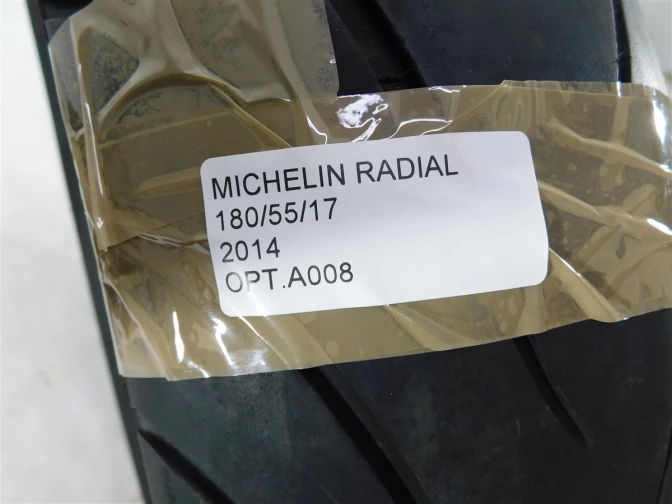 MICHELIN RADIAL
180/55/17
2014
OPT.A008